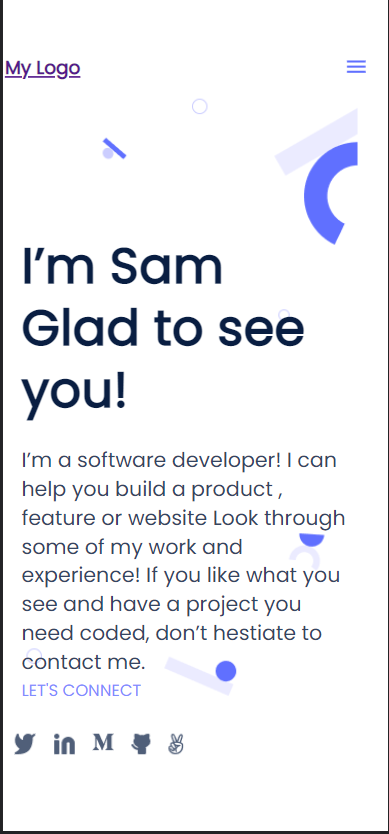 My Logo
I’m Sam
Glad to see
you!
I’m a software developer! I can
help you build a product ,
feature or website Look through
some of my work and
experience! If you like what you
see and have a project you
need coded, don’t hestiate to
contact me.
LET'S CONNECT